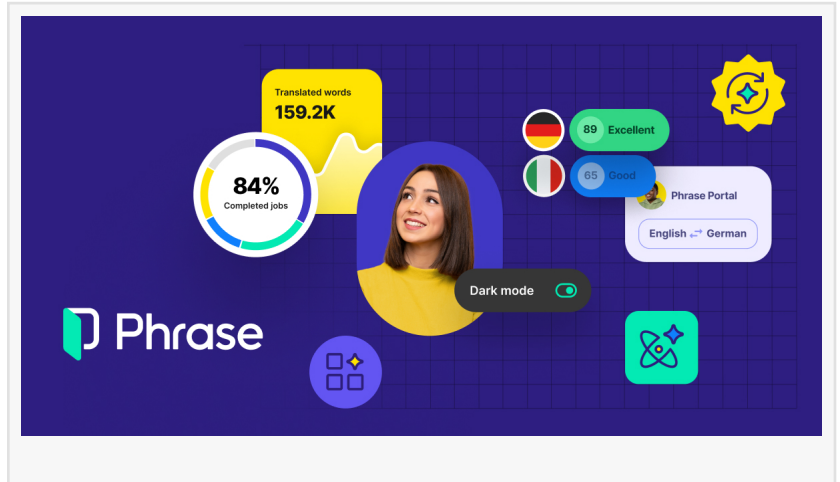 Translated words
159.2K
84%
Completed jobs
89 Excellent
65 Good
Phrase Portal
English German
Dark mode
Phrase